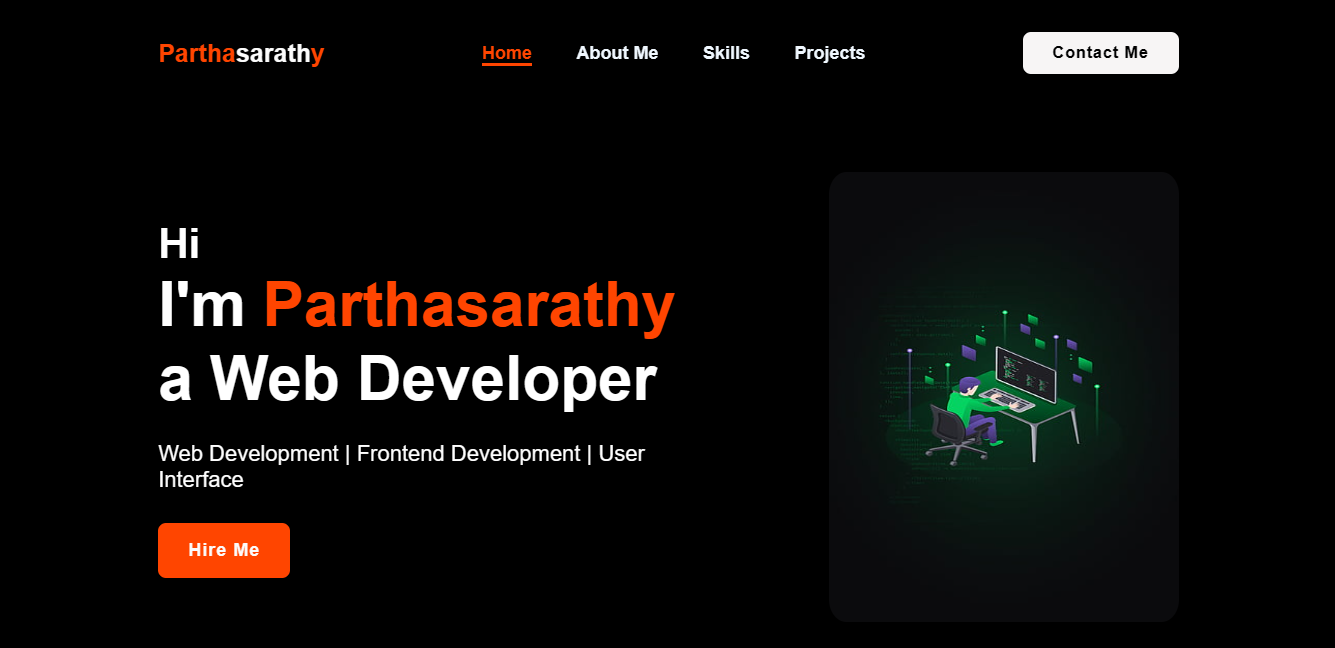 Parthasarathy
Home About Me Skills Projects
Contact Me
Hi
I'm Parthasarathy
a Web Developer
Web Development | Frontend Development | User
Interface
Hire Me